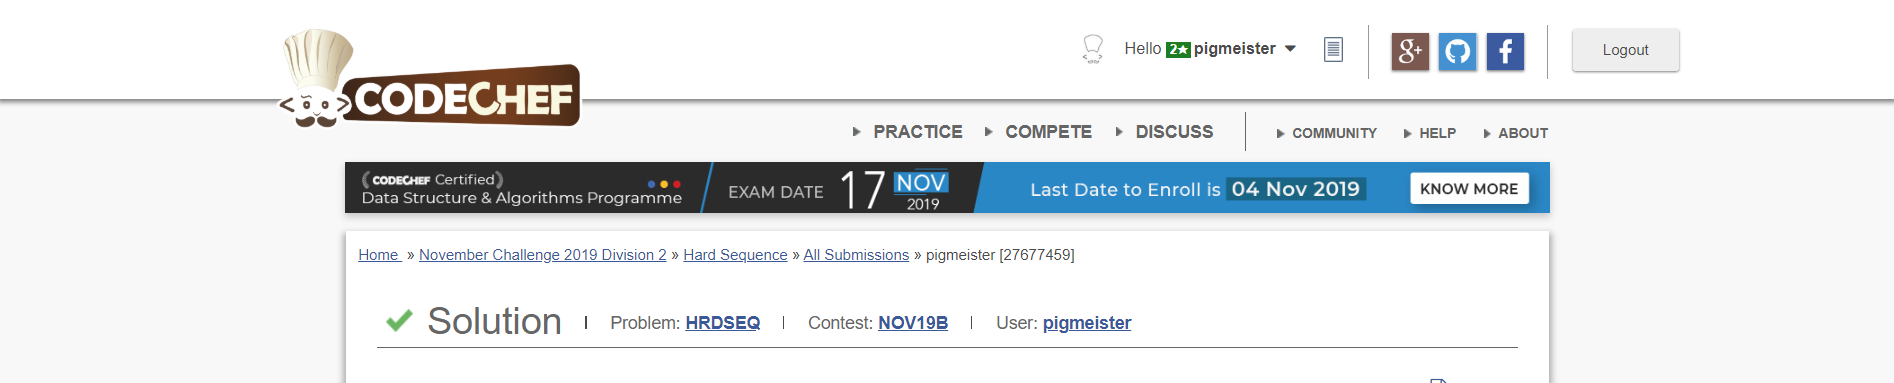 Hello 2★ pigmeister
g+
f
Logout
CODECHEF
PRACTICE COMPETE DISCUSS COMMUNITY HELP ABOUT
(CODECHEF Certified)
Data Structure & Algorithms Programme
EXAM DATE 17 NOV 2019
Last Date to Enroll is 04 Nov 2019 KNOW MORE
Home » November Challenge 2019 Division 2 » Hard Sequence » All Submissions » pigmeister [27677459]
Solution | Problem: HRDSEQ | Contest: NOV19B | User: pigmeister